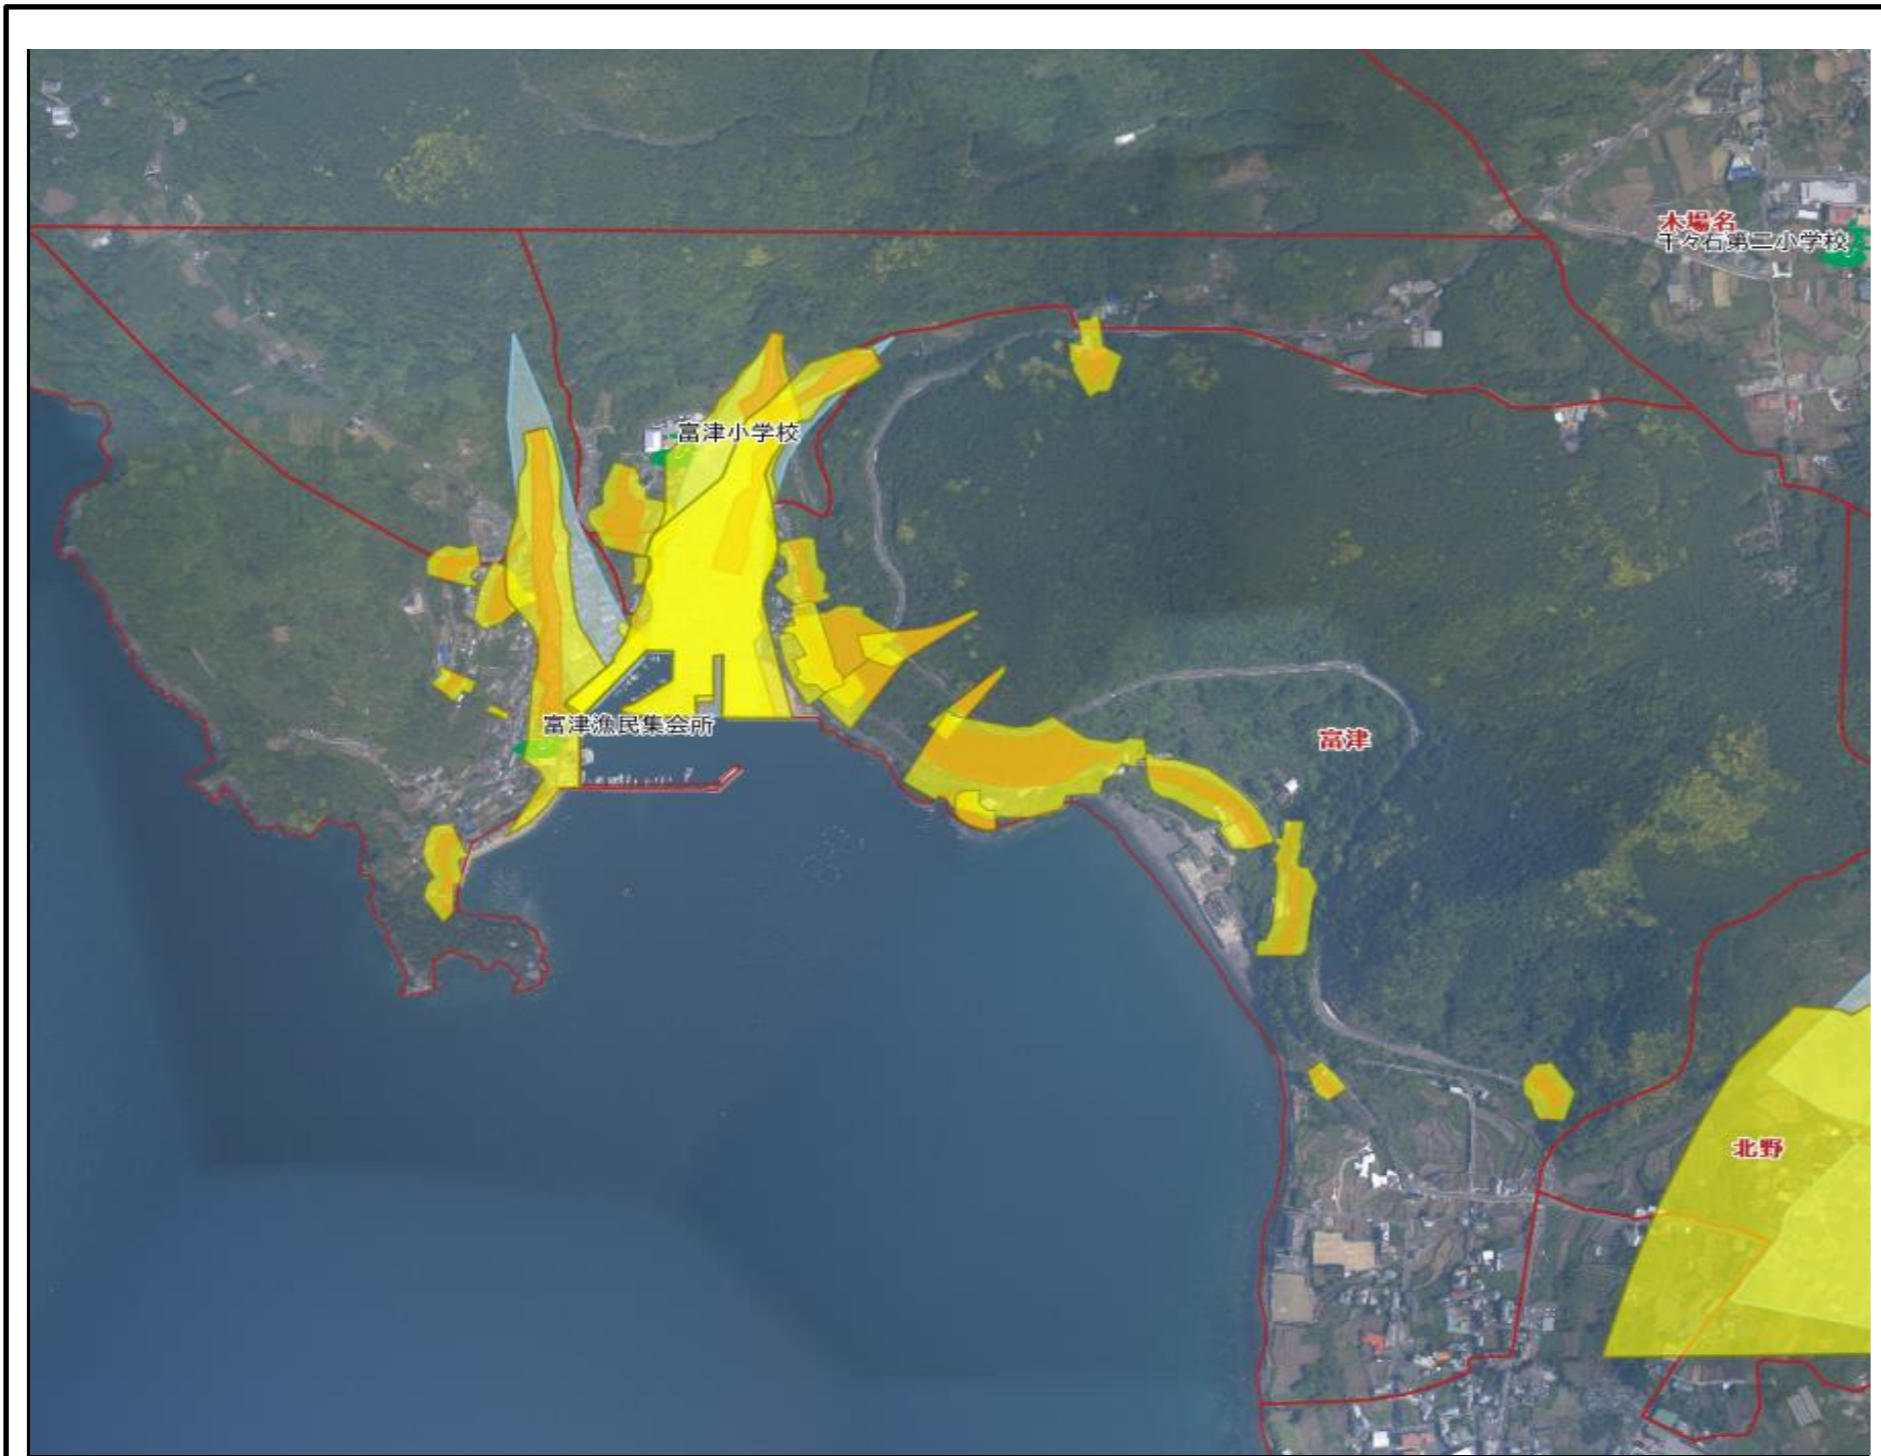 木場名
千々石第二小学校
富津小学校
富津漁民集会所
富津
北野